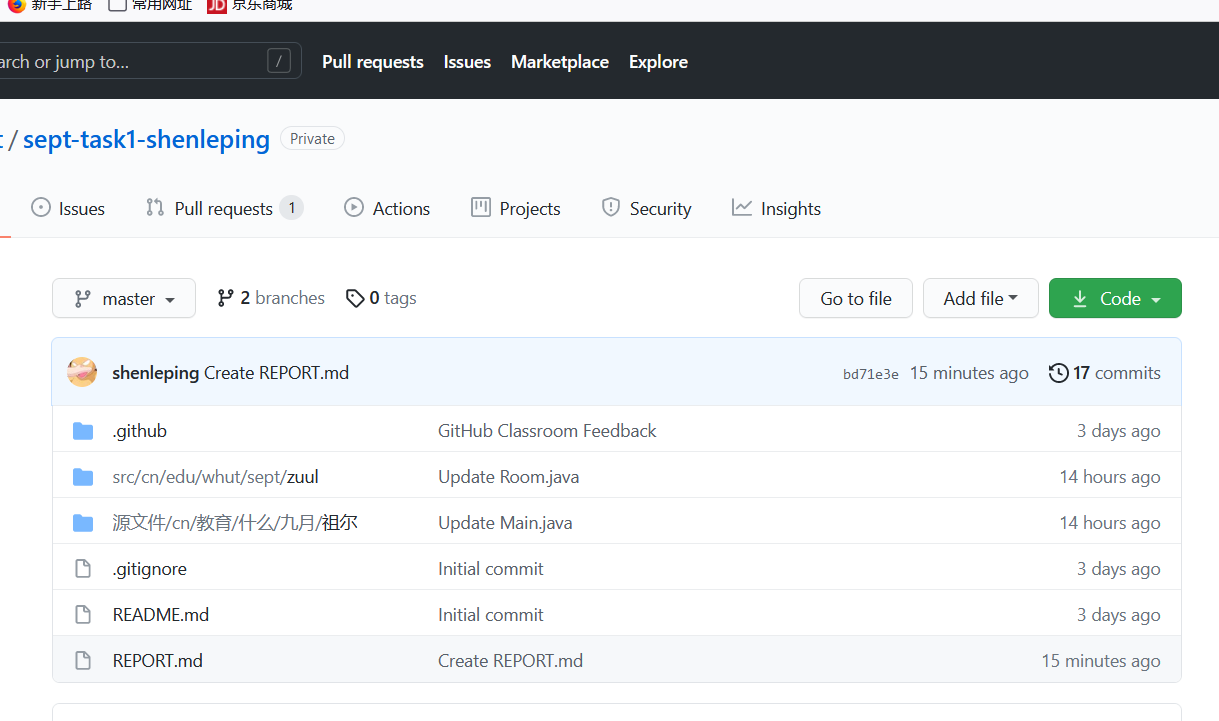 新手上路 常用网址 JD 京东商城
arch or jump to... / Pull requests Issues Marketplace Explore
/ sept-task1-shenleping Private
Issues Pull requests 1 Actions Projects Security Insights
master 2 branches 0 tags Go to file Add file Code
shenleping Create REPORT.md bd71e3e 15 minutes ago 17 commits
.github GitHub Classroom Feedback 3 days ago
src/cn/edu/whut/sept/zuul Update Room.java 14 hours ago
源文件/cn/教育/什么/九月/祖尔 Update Main.java 14 hours ago
.gitignore Initial commit 3 days ago
README.md Initial commit 3 days ago
REPORT.md Create REPORT.md 15 minutes ago